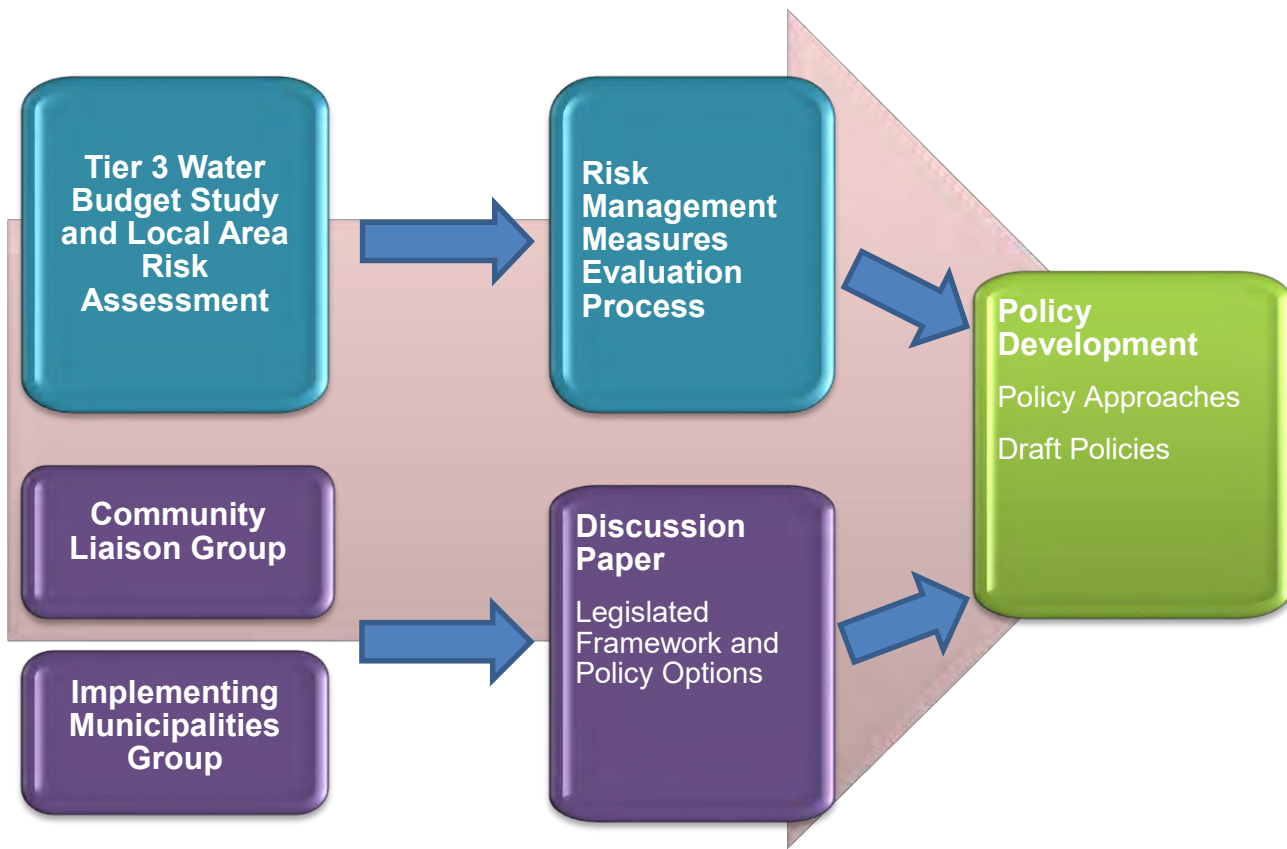 Tier 3 Water
Budget Study
and Local Area
Risk
Assessment
Risk
Management
Measures
Evaluation
Process
Policy
Development
Policy Approaches
Draft Policies
Community
Liaison Group
Implementing
Municipalities
Group
Discussion
Paper
Legislated
Framework and
Policy Options